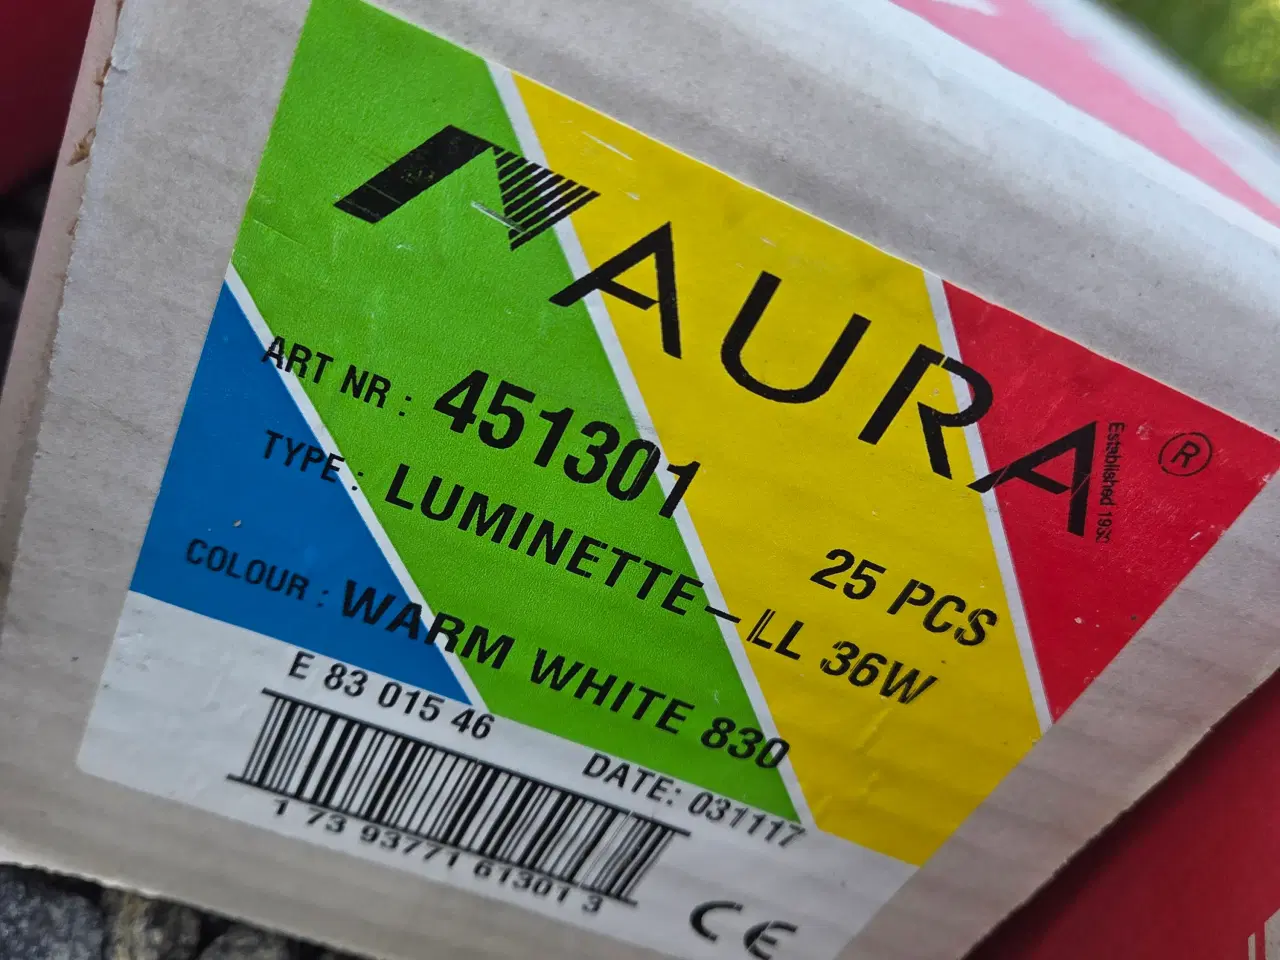 AURA ®
Established 1930
ART NR : 451301
25 PCS
TYPE : LUMINETTE-LL 36W
COLOUR : WARM WHITE 830
E 83 015 46
DATE: 031117
1 73 93771 61301 3
CE